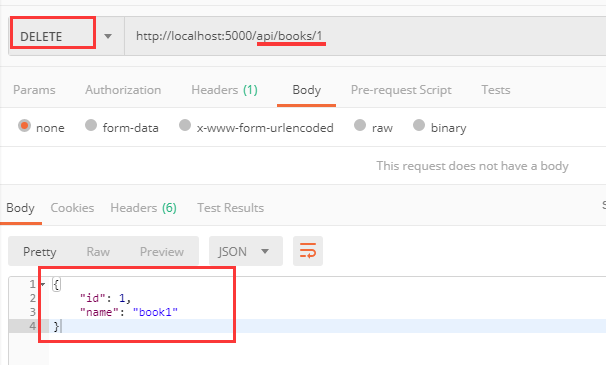 DELETE http://localhost:5000/api/books/1
Params Authorization Headers (1) Body Pre-request Script Tests
none form-data x-www-form-urlencoded raw binary
This request does not have a body
Body Cookies Headers (6) Test Results S
Pretty Raw Preview JSON
1 {
2 "id": 1,
3 "name": "book1"
4 }